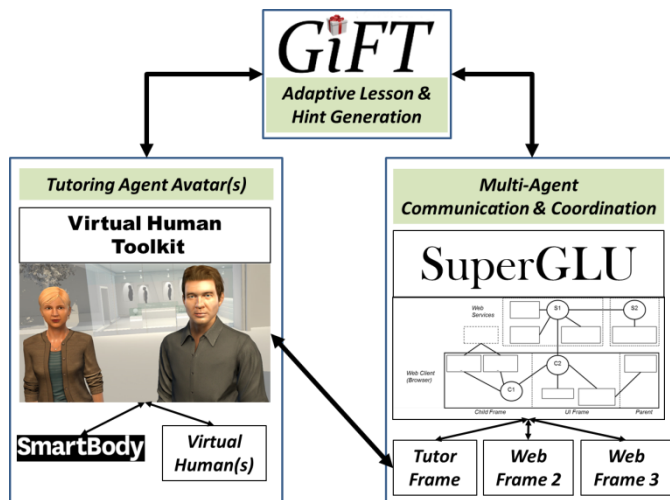 GiFT
Adaptive Lesson &
Hint Generation
Tutoring Agent Avatar(s)
Virtual Human
Toolkit
SmartBody
Virtual
Human(s)
Multi-Agent
Communication & Coordination
SuperGLU
Web
Services
S1
S2
Web Client
(Browser)
C2
C1
Child Frame
UI Frame
Parent
Tutor
Frame
Web
Frame 2
Web
Frame 3